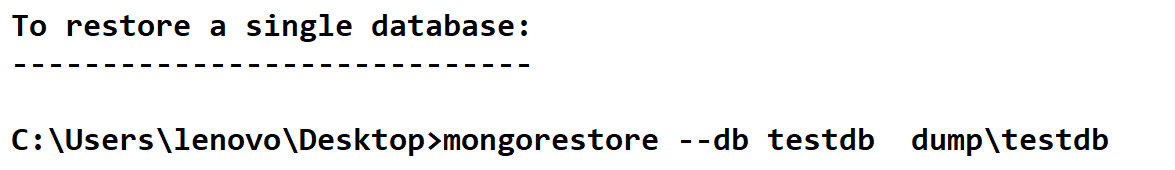 To restore a single database:
-----------------------------
C:\Users\lenovo\Desktop>mongorestore --db testdb  dump\testdb